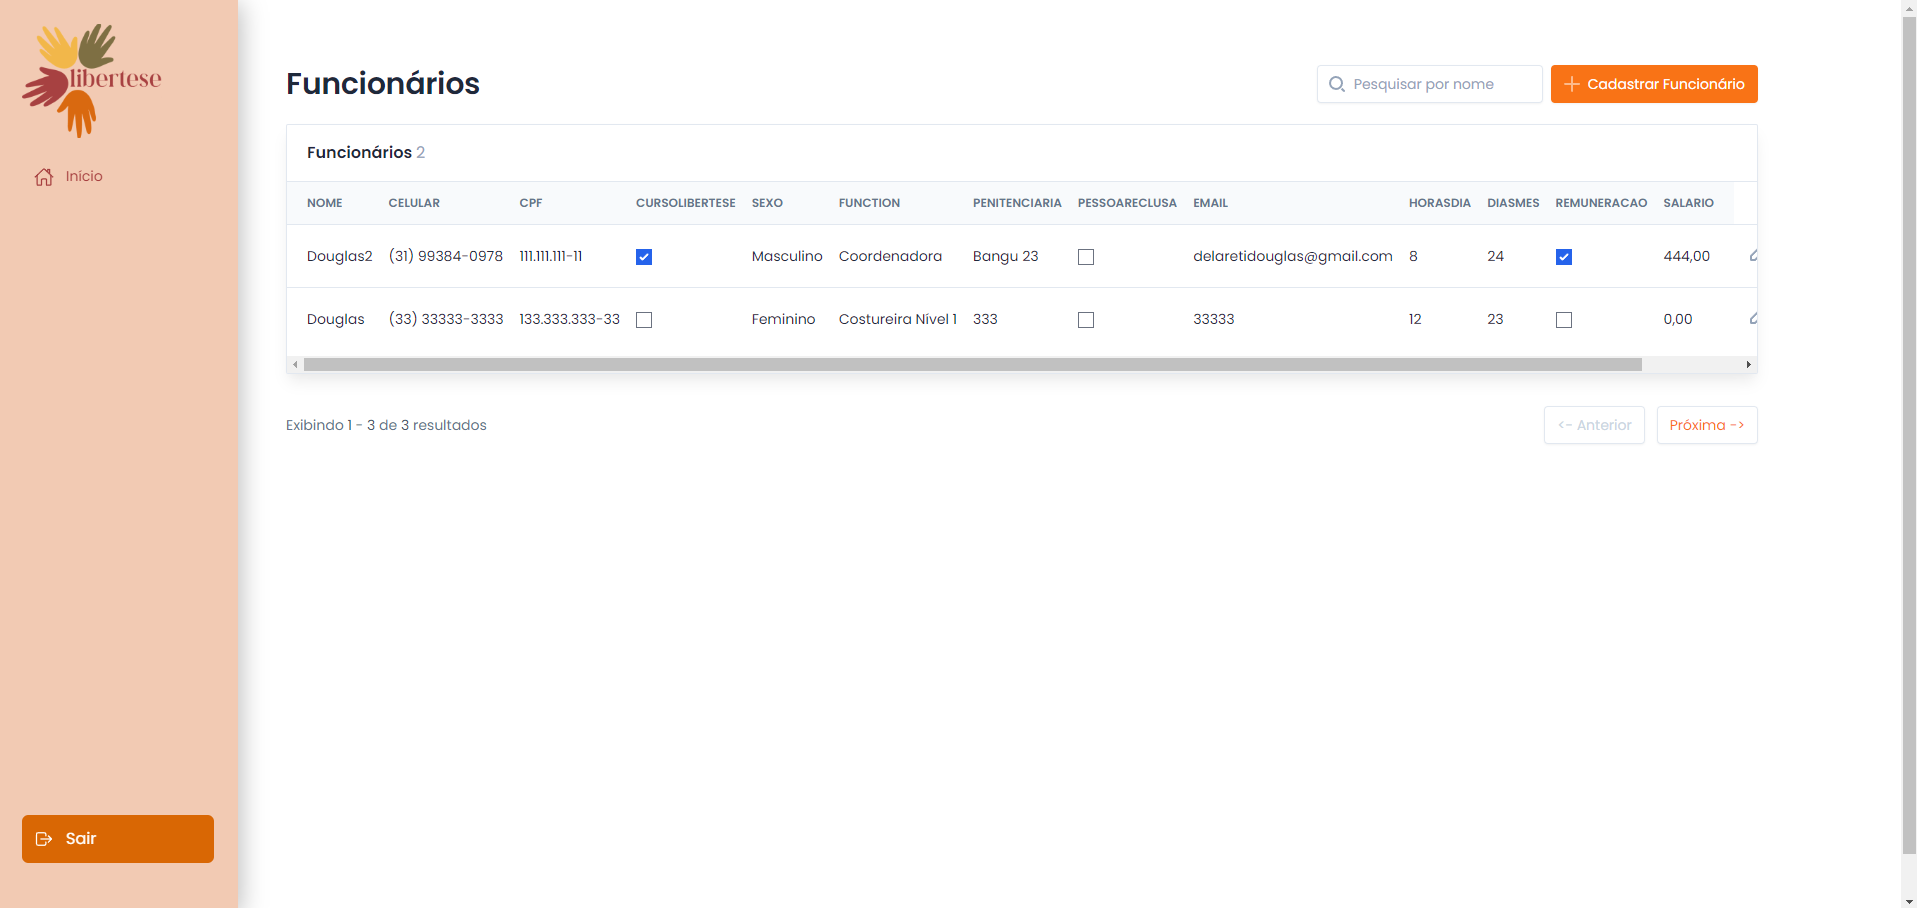 libertese
Início
Sair
Funcionários
Pesquisar por nome
Cadastrar Funcionário
Funcionários 2
NOME CELULAR CPF CURSOLIBERTESE SEXO FUNCTION PENITENCIARIA PESSOARECLUSA EMAIL HORASDIA DIASMES REMUNERACAO SALARIO
Douglas2 (31) 99384-0978 111.111.111-11 Masculino Coordenadora Bangu 23 delaretidouglas@gmail.com 8 24 444,00
Douglas (33) 33333-3333 133.333.333-33 Feminino Costureira Nível 1 333 33333 12 23 0,00
Exibindo 1 - 3 de 3 resultados
<- Anterior
Próxima ->